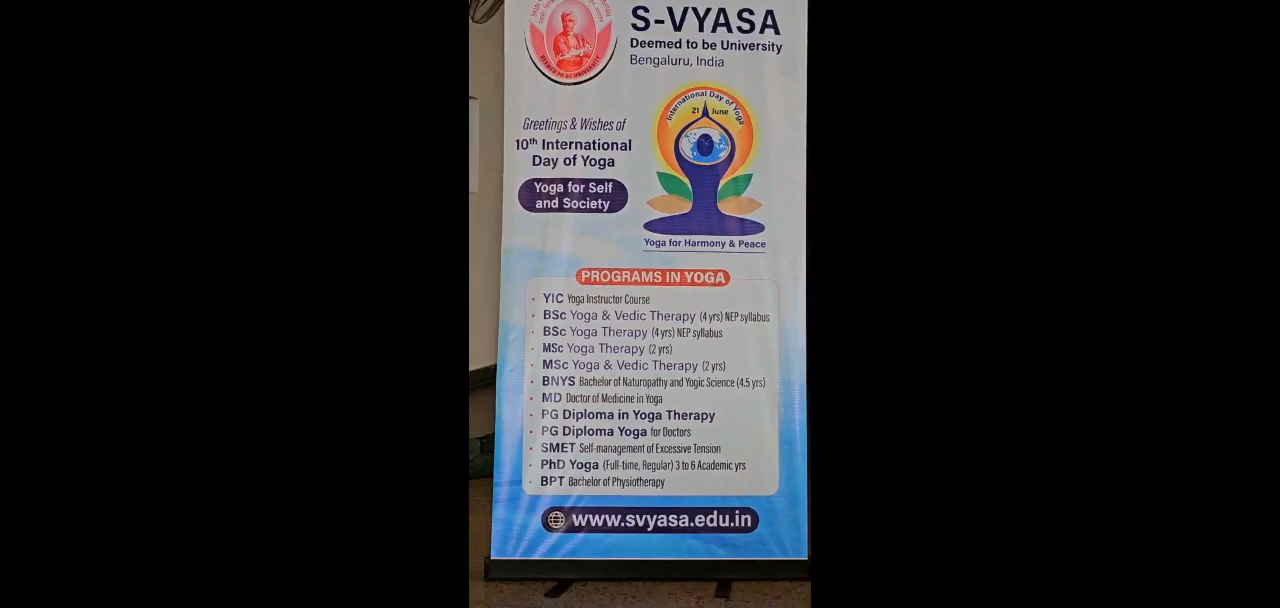 S-VYASA
Deemed to be University
Bengaluru, India
DEEMED TO BE UNIVERSITY
International Day of Yoga
21 June
Greetings & Wishes of
10th International
Day of Yoga
Yoga for Self
and Society
Yoga for Harmony & Peace
PROGRAMS IN YOGA
• YIC Yoga Instructor Course
• BSc Yoga & Vedic Therapy (4 yrs) NEP syllabus
• BSc Yoga Therapy (4 yrs) NEP syllabus
• MSc Yoga Therapy (2 yrs)
• MSc Yoga & Vedic Therapy (2 yrs)
• BNYS Bachelor of Naturopathy and Yogic Science (4.5 yrs)
• MD Doctor of Medicine in Yoga
• PG Diploma in Yoga Therapy
• PG Diploma Yoga for Doctors
• SMET Self-management of Excessive Tension
• PhD Yoga (Full-time, Regular) 3 to 6 Academic yrs
• BPT Bachelor of Physiotherapy
www.svyasa.edu.in